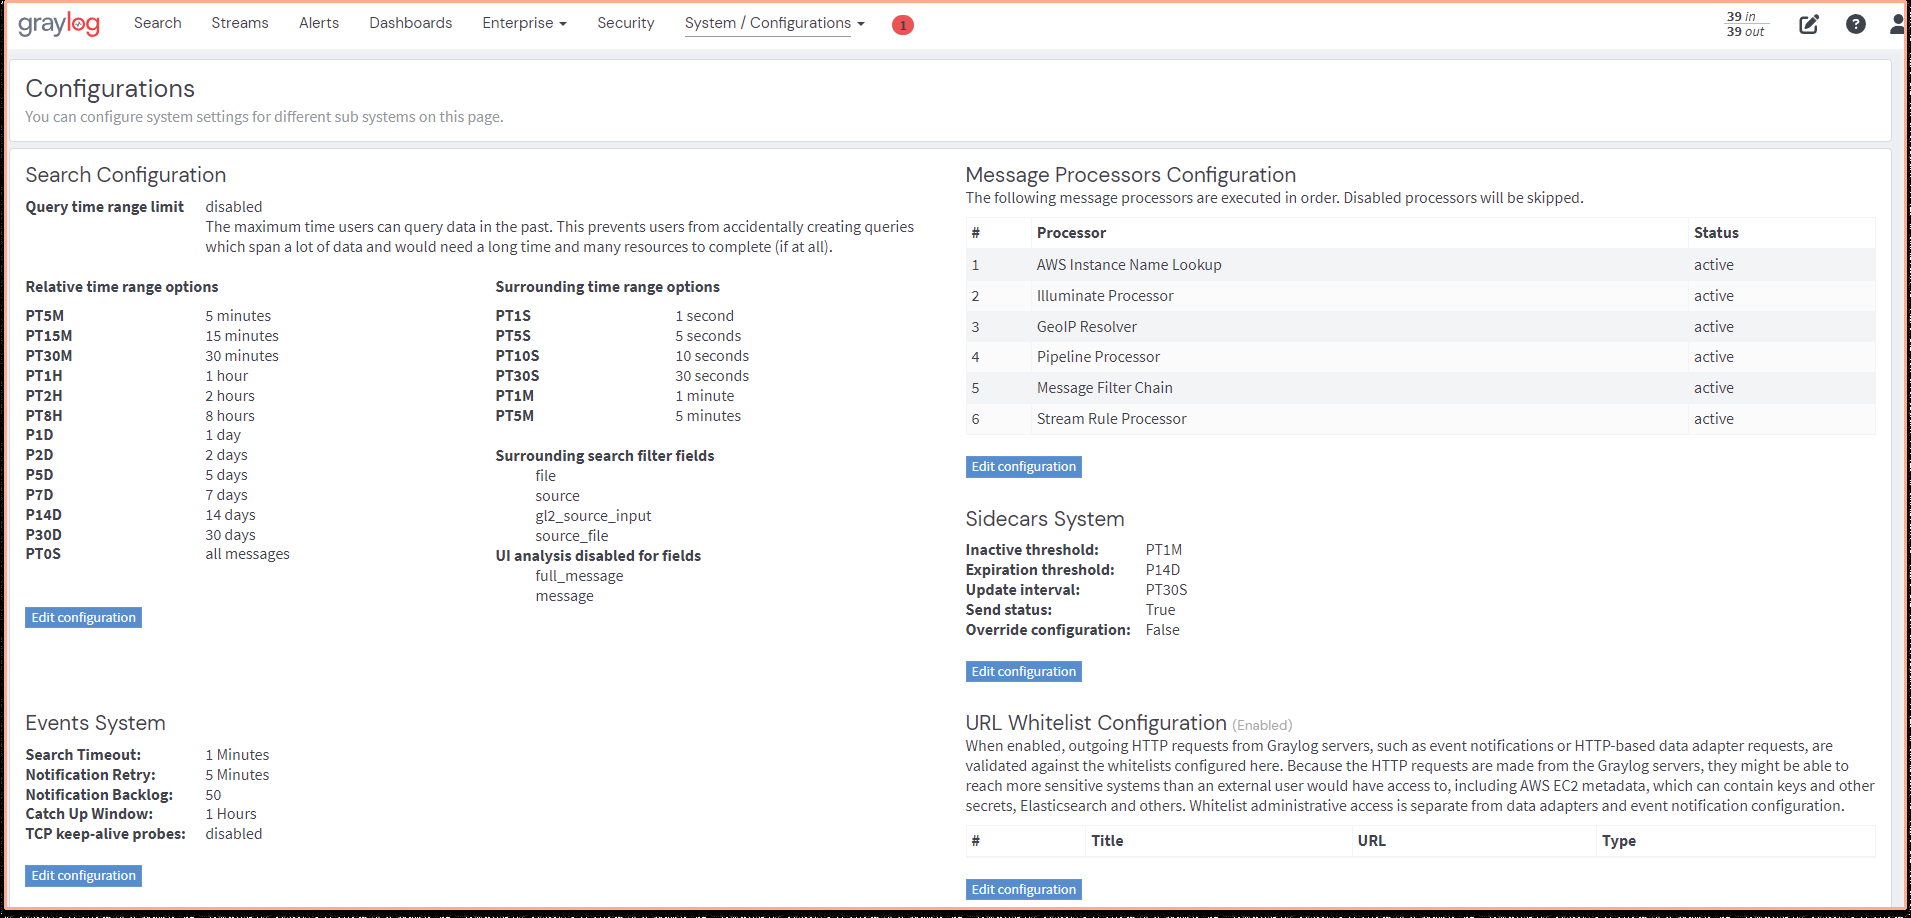 graylog Search Streams Alerts Dashboards Enterprise Security System / Configurations 1 39 in
39 out ?
Configurations
You can configure system settings for different sub systems on this page.
Search Configuration
Query time range limit disabled
The maximum time users can query data in the past. This prevents users from accidentally creating queries
which span a lot of data and would need a long time and many resources to complete (if at all).
Relative time range options
PT5M 5 minutes
PT15M 15 minutes
PT30M 30 minutes
PT1H 1 hour
PT2H 2 hours
PT8H 8 hours
P1D 1 day
P2D 2 days
P5D 5 days
P7D 7 days
P14D 14 days
P30D 30 days
PT0S all messages
Surrounding time range options
PT1S 1 second
PT5S 5 seconds
PT10S 10 seconds
PT30S 30 seconds
PT1M 1 minute
PT5M 5 minutes
Surrounding search filter fields
file
source
gl2_source_input
source_file
UI analysis disabled for fields
full_message
message
Edit configuration
Message Processors Configuration
The following message processors are executed in order. Disabled processors will be skipped.
# Processor Status
1 AWS Instance Name Lookup active
2 Illuminate Processor active
3 GeoIP Resolver active
4 Pipeline Processor active
5 Message Filter Chain active
6 Stream Rule Processor active
Edit configuration
Sidecars System
Inactive threshold: PT1M
Expiration threshold: P14D
Update interval: PT30S
Send status: True
Override configuration: False
Edit configuration
Events System
Search Timeout: 1 Minutes
Notification Retry: 5 Minutes
Notification Backlog: 50
Catch Up Window: 1 Hours
TCP keep-alive probes: disabled
Edit configuration
URL Whitelist Configuration (Enabled)
When enabled, outgoing HTTP requests from Graylog servers, such as event notifications or HTTP-based data adapter requests, are
validated against the whitelists configured here. Because the HTTP requests are made from the Graylog servers, they might be able to
reach more sensitive systems than an external user would have access to, including AWS EC2 metadata, which can contain keys and other
secrets, Elasticsearch and others. Whitelist administrative access is separate from data adapters and event notification configuration.
# Title URL Type
Edit configuration